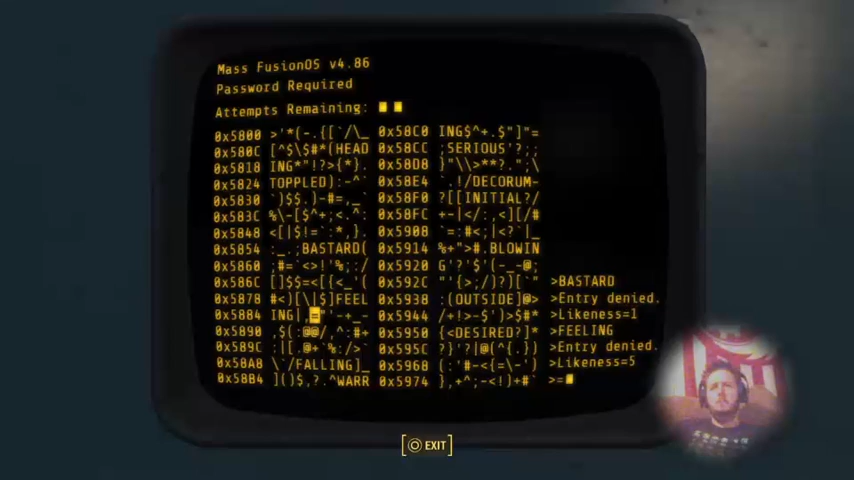 Mass FusionOS v4.86
Password Required
Attempts Remaining: ■ ■
0x5800 >'*(-.{[`/\_ 0x58C0 ING$^+.$"]"=
0x580C [^$\$#*(HEAD 0x58CC ;SERIOUS'?;:
0x5818 ING*"!?>{*}. 0x58D8 }"\\>**?.";\
0x5824 TOPPLED):-^` 0x58E4 `.!/DECORUM-
0x5830 `)$$.)-#=,_` 0x58F0 ?[[INITIAL?/
0x583C %\-[$^+;<.^: 0x58FC +-|</:,<][/#
0x5848 <[|$!=`:*,}. 0x5908 `=:#<;|<?`|_
0x5854 :_.;BASTARD( 0x5914 %+">#.BLOWIN
0x5860 ;#=`<>!'%;:/ 0x5920 G'?'$'(-_-@;
0x586C []$$=<[{<_'( 0x592C "'{>;/)?)[`"
0x5878 #<)[\|$]FEEL 0x5938 :(OUTSIDE]@>
0x5884 ING|,="'-+_- 0x5944 /+!>-$')>$#*
0x5890 ,$(:@@/,^:#+ 0x5950 {<DESIRED?]*
0x589C :|[,@+`%:/>` 0x595C ?}'?|@(^{.})
0x58A8 \`/FALLING]_ 0x5968 (:'#-<(=\-')
0x58B4 ]()$,?.^WARR 0x5974 },+^;-<!)+#`
>BASTARD
>Entry denied.
>Likeness=1
>FEELING
>Entry denied.
>Likeness=5
>=■
[ EXIT]